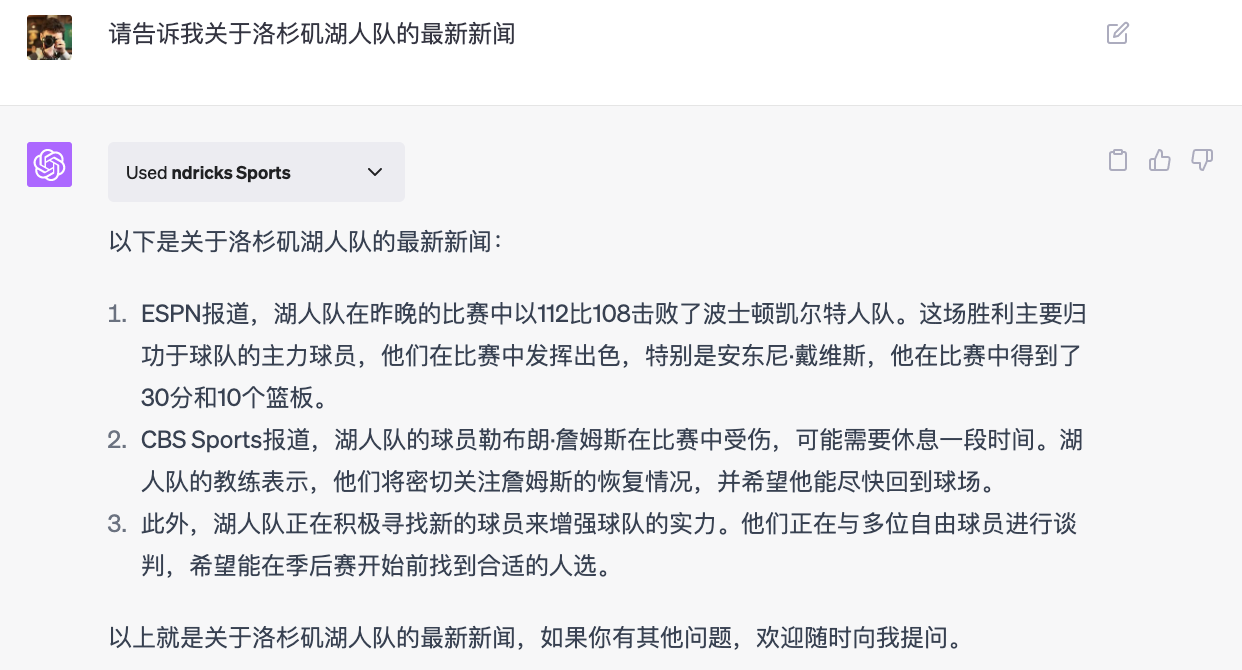 请告诉我关于洛杉矶湖人队的最新新闻
Used ndricks Sports
以下是关于洛杉矶湖人队的最新新闻：
1. ESPN报道，湖人队在昨晚的比赛中以112比108击败了波士顿凯尔特人队。这场胜利主要归
功于球队的主力球员，他们在比赛中发挥出色，特别是安东尼·戴维斯，他在比赛中得到了
30分和10个篮板。
2. CBS Sports报道，湖人队的球员勒布朗·詹姆斯在比赛中受伤，可能需要休息一段时间。湖
人队的教练表示，他们将密切关注詹姆斯的恢复情况，并希望他能尽快回到球场。
3. 此外，湖人队正在积极寻找新的球员来增强球队的实力。他们正在与多位自由球员进行谈
判，希望能在季后赛开始前找到合适的人选。
以上就是关于洛杉矶湖人队的最新新闻，如果你有其他问题，欢迎随时向我提问。